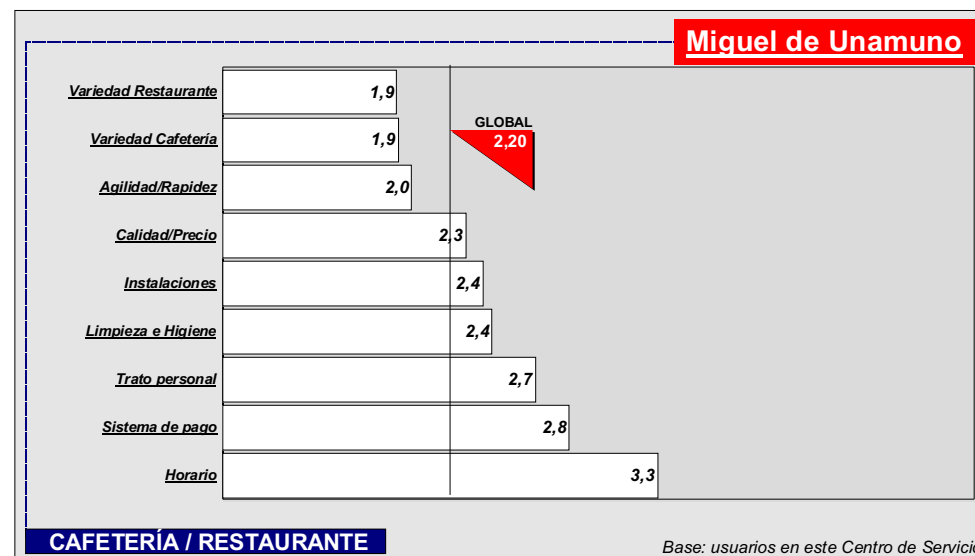 Miguel de Unamuno
Variedad Restaurante 1,9
Variedad Cafetería 1,9
GLOBAL
2,20
Agilidad/Rapidez 2,0
Calidad/Precio 2,3
Instalaciones 2,4
Limpieza e Higiene 2,4
Trato personal 2,7
Sistema de pago 2,8
Horario 3,3
CAFETERÍA / RESTAURANTE
Base: usuarios en este Centro de Servicio